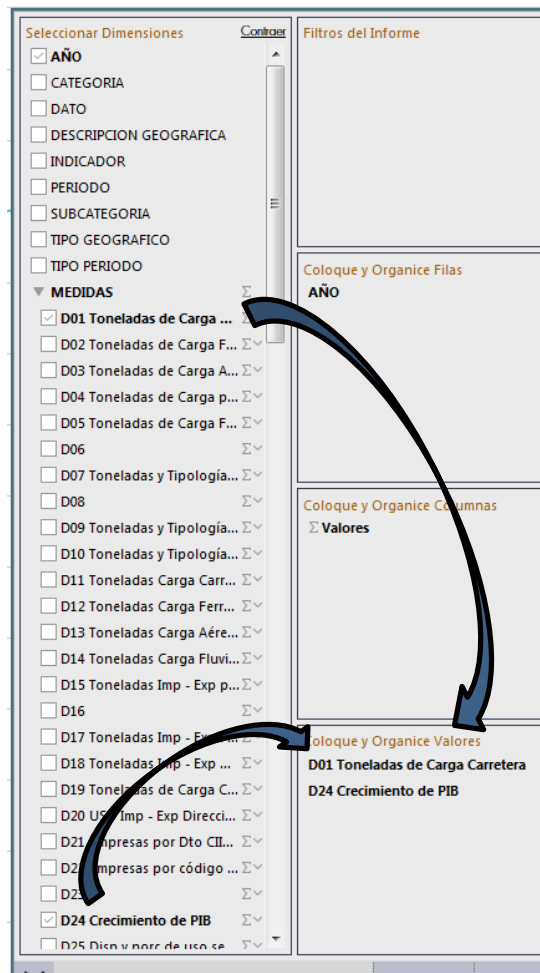 Seleccionar Dimensiones
Contraer
AÑO
CATEGORIA
DATO
DESCRIPCION GEOGRAFICA
INDICADOR
PERIODO
SUBCATEGORIA
TIPO GEOGRAFICO
TIPO PERIODO
MEDIDAS Σ
D01 Toneladas de Carga ... Σ
D02 Toneladas de Carga F... Σ
D03 Toneladas de Carga A... Σ
D04 Toneladas de Carga p... Σ
D05 Toneladas de Carga F... Σ
D06 Σ
D07 Toneladas y Tipología... Σ
D08 Σ
D09 Toneladas y Tipología... Σ
D10 Toneladas y Tipología... Σ
D11 Toneladas Carga Carr... Σ
D12 Toneladas Carga Ferr... Σ
D13 Toneladas Carga Aére... Σ
D14 Toneladas Carga Fluvi... Σ
D15 Toneladas Imp - Exp p... Σ
D16 Σ
D17 Toneladas Imp - Exp
D18 Toneladas Imp - Exp ... Σ
D19 Toneladas de Carga C... Σ
D20 Imp - Exp Direcci... Σ
D21 Empresas por Dto CII... Σ
D22 Empresas por código ... Σ
D23 Σ
D24 Crecimiento de PIB Σ
D25 Disp y porc de uso se Σ
Filtros del Informe
Coloque y Organice Filas
AÑO
Coloque y Organice Columnas
Σ Valores
Coloque y Organice Valores
D01 Toneladas de Carga Carretera
D24 Crecimiento de PIB